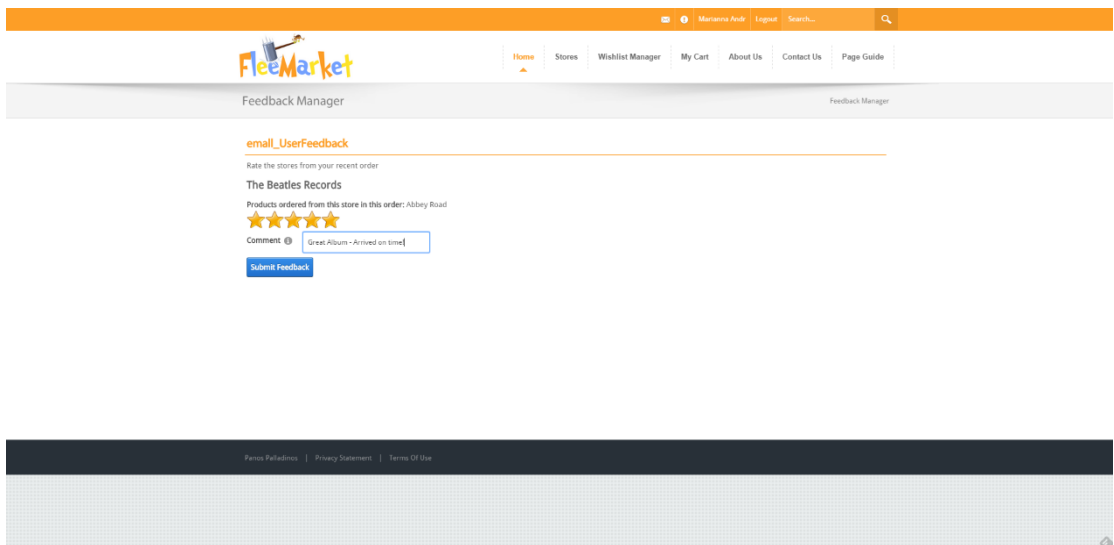 Marianna Andr Logout Search...
FleeMarket
Home Stores Wishlist Manager My Cart About Us Contact Us Page Guide
Feedback Manager Feedback Manager
emall_UserFeedback
Rate the stores from your recent order
The Beatles Records
Products ordered from this store in this order: Abbey Road
Comment Great Album - Arrived on time!
Submit Feedback
Panos Palladinos | Privacy Statement | Terms Of Use